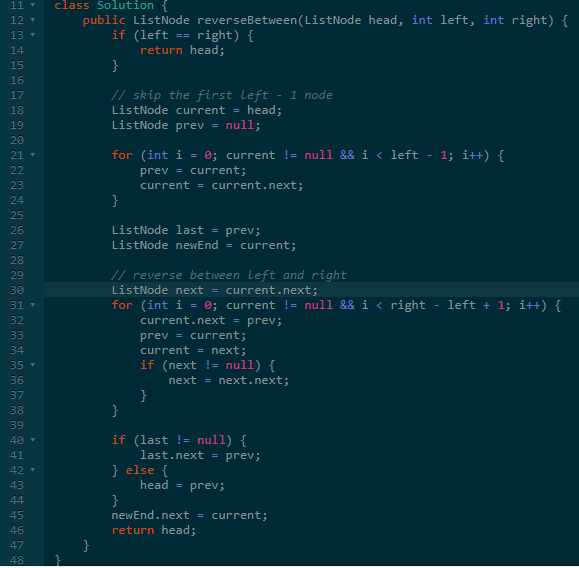 11 class Solution {
12     public ListNode reverseBetween(ListNode head, int left, int right) {
13         if (left == right) {
14             return head;
15         }
16
17         // skip the first left - 1 node
18         ListNode current = head;
19         ListNode prev = null;
20
21         for (int i = 0; current != null && i < left - 1; i++) {
22             prev = current;
23             current = current.next;
24         }
25
26         ListNode last = prev;
27         ListNode newEnd = current;
28
29         // reverse between left and right
30         ListNode next = current.next;
31         for (int i = 0; current != null && i < right - left + 1; i++) {
32             current.next = prev;
33             prev = current;
34             current = next;
35             if (next != null) {
36                 next = next.next;
37             }
38         }
39
40         if (last != null) {
41             last.next = prev;
42         } else {
43             head = prev;
44         }
45         newEnd.next = current;
46         return head;
47     }
48 }